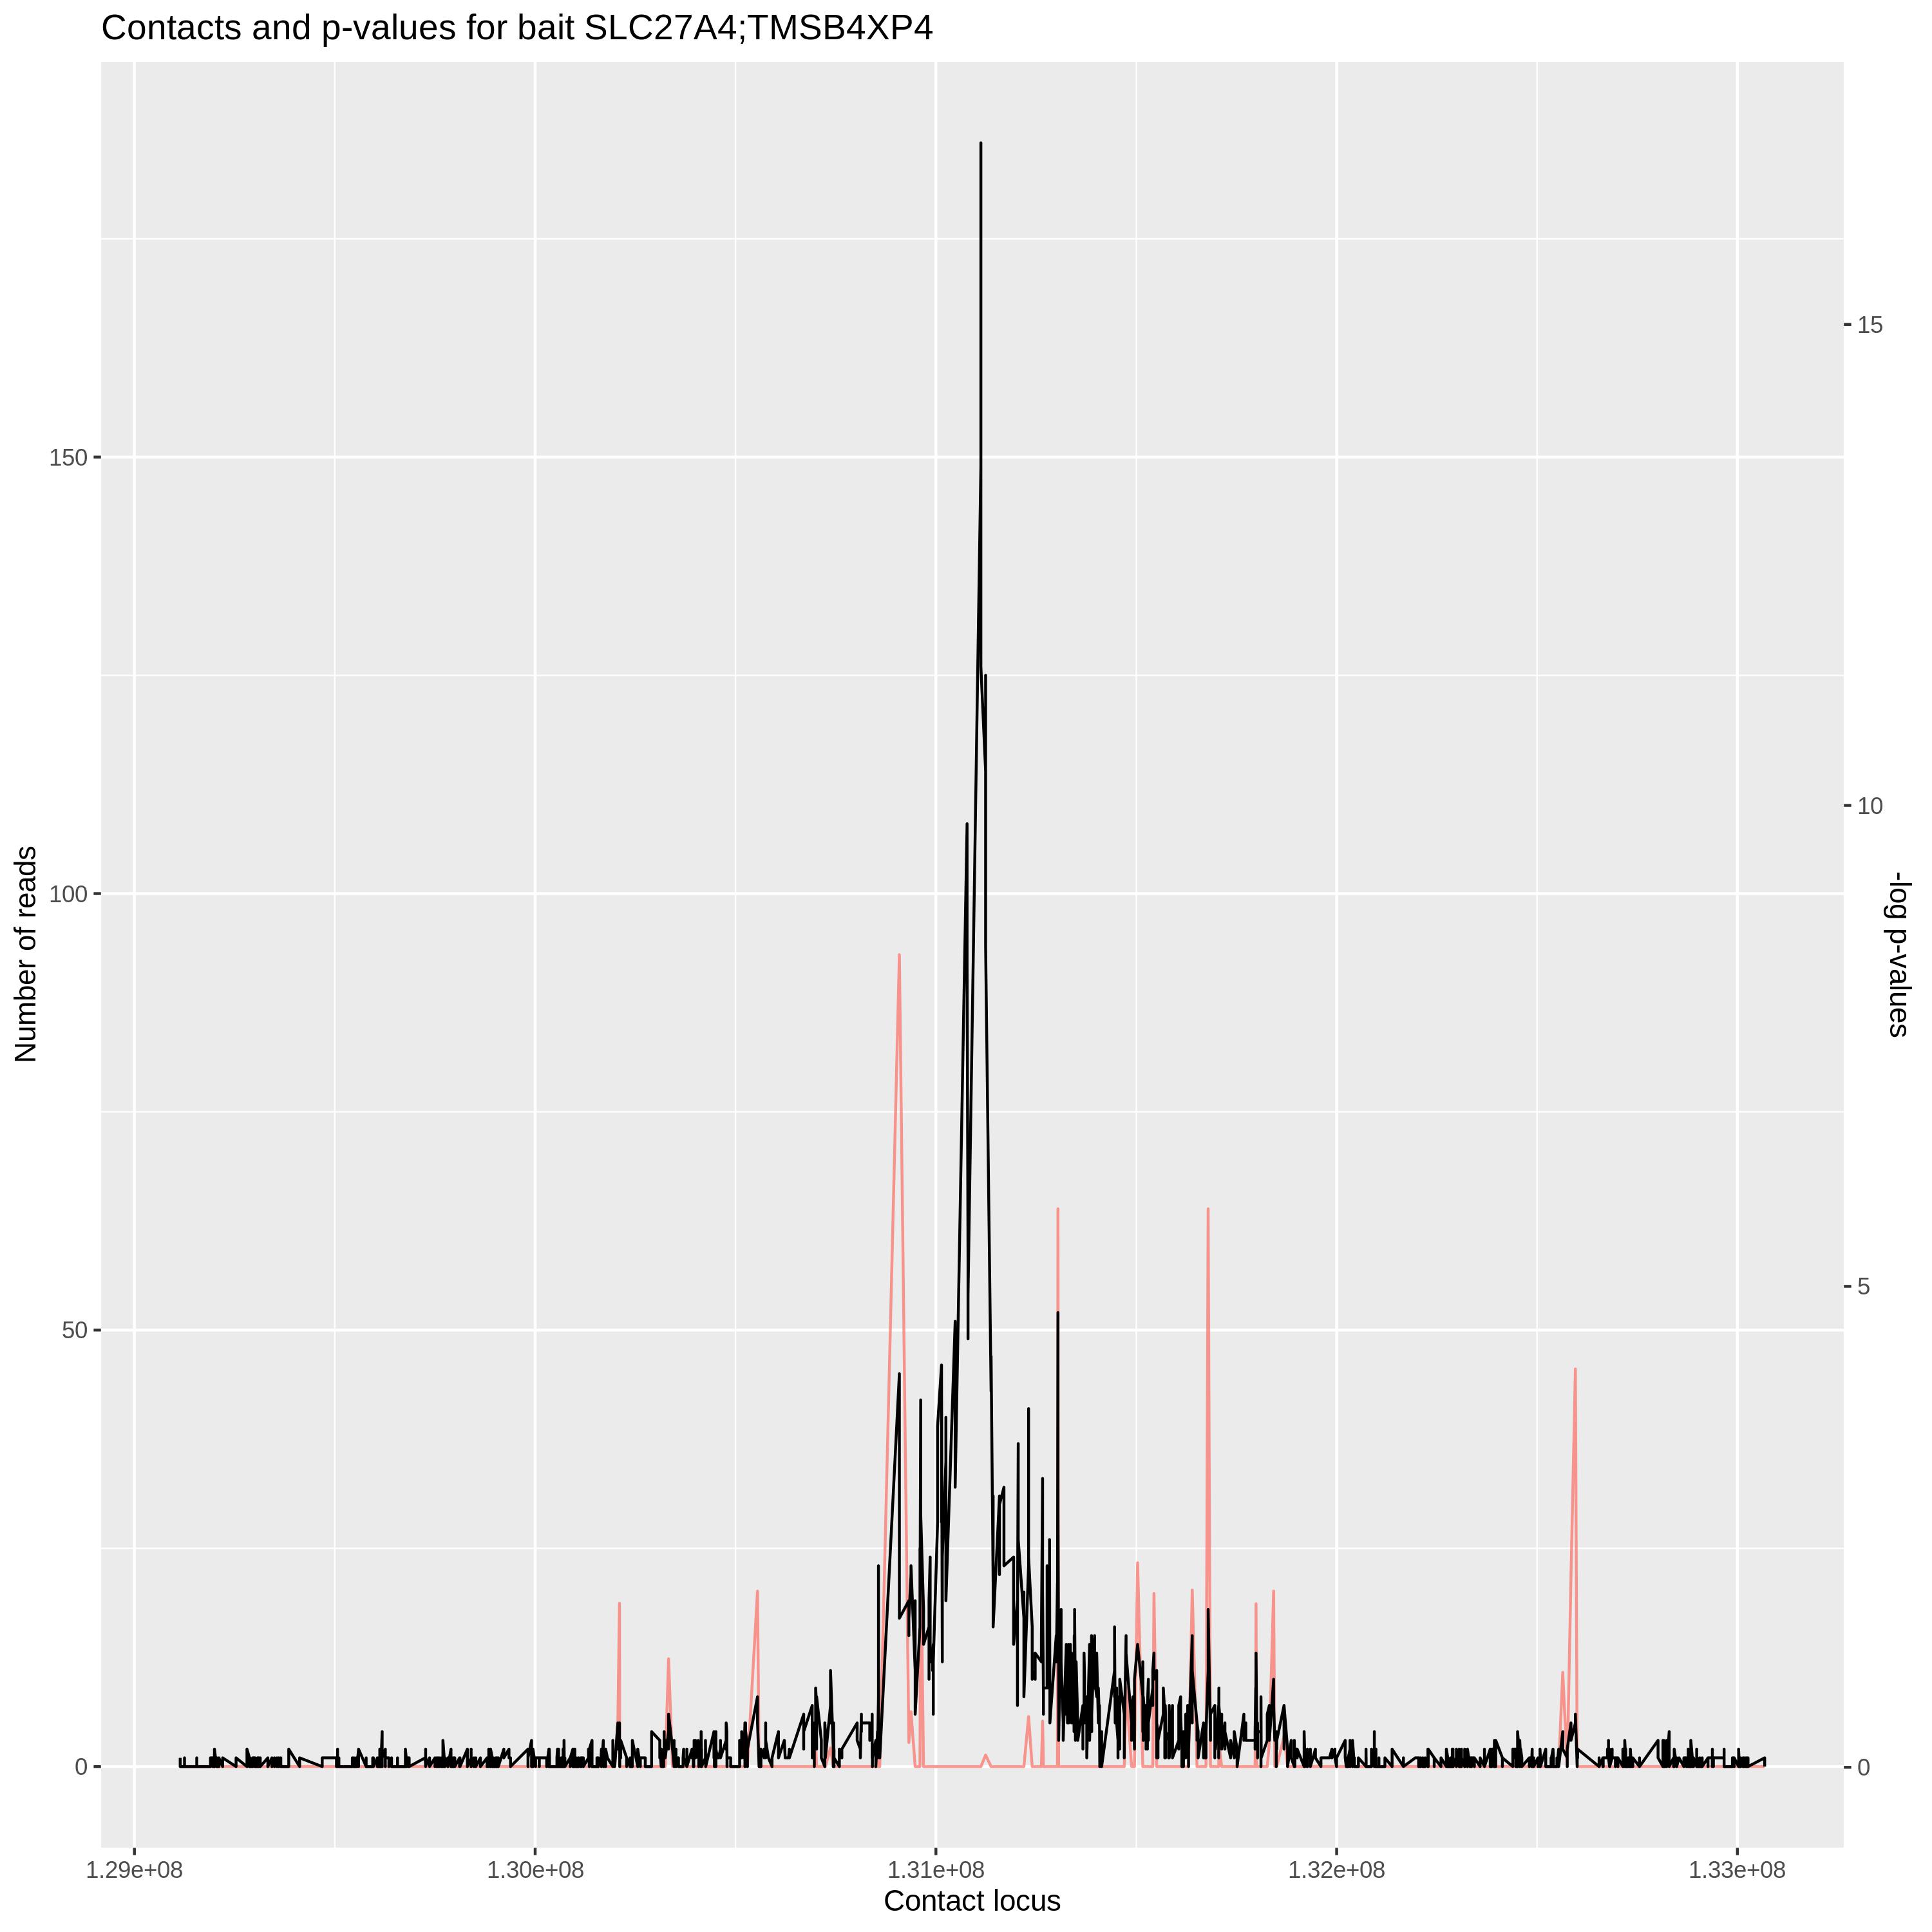 Contacts and p-values for bait SLC27A4;TMSB4XP4
Number of reads
150
100
50
0
15
10
5
0
-log p-values
1.29e+08 1.30e+08 1.31e+08 1.32e+08 1.33e+08
Contact locus